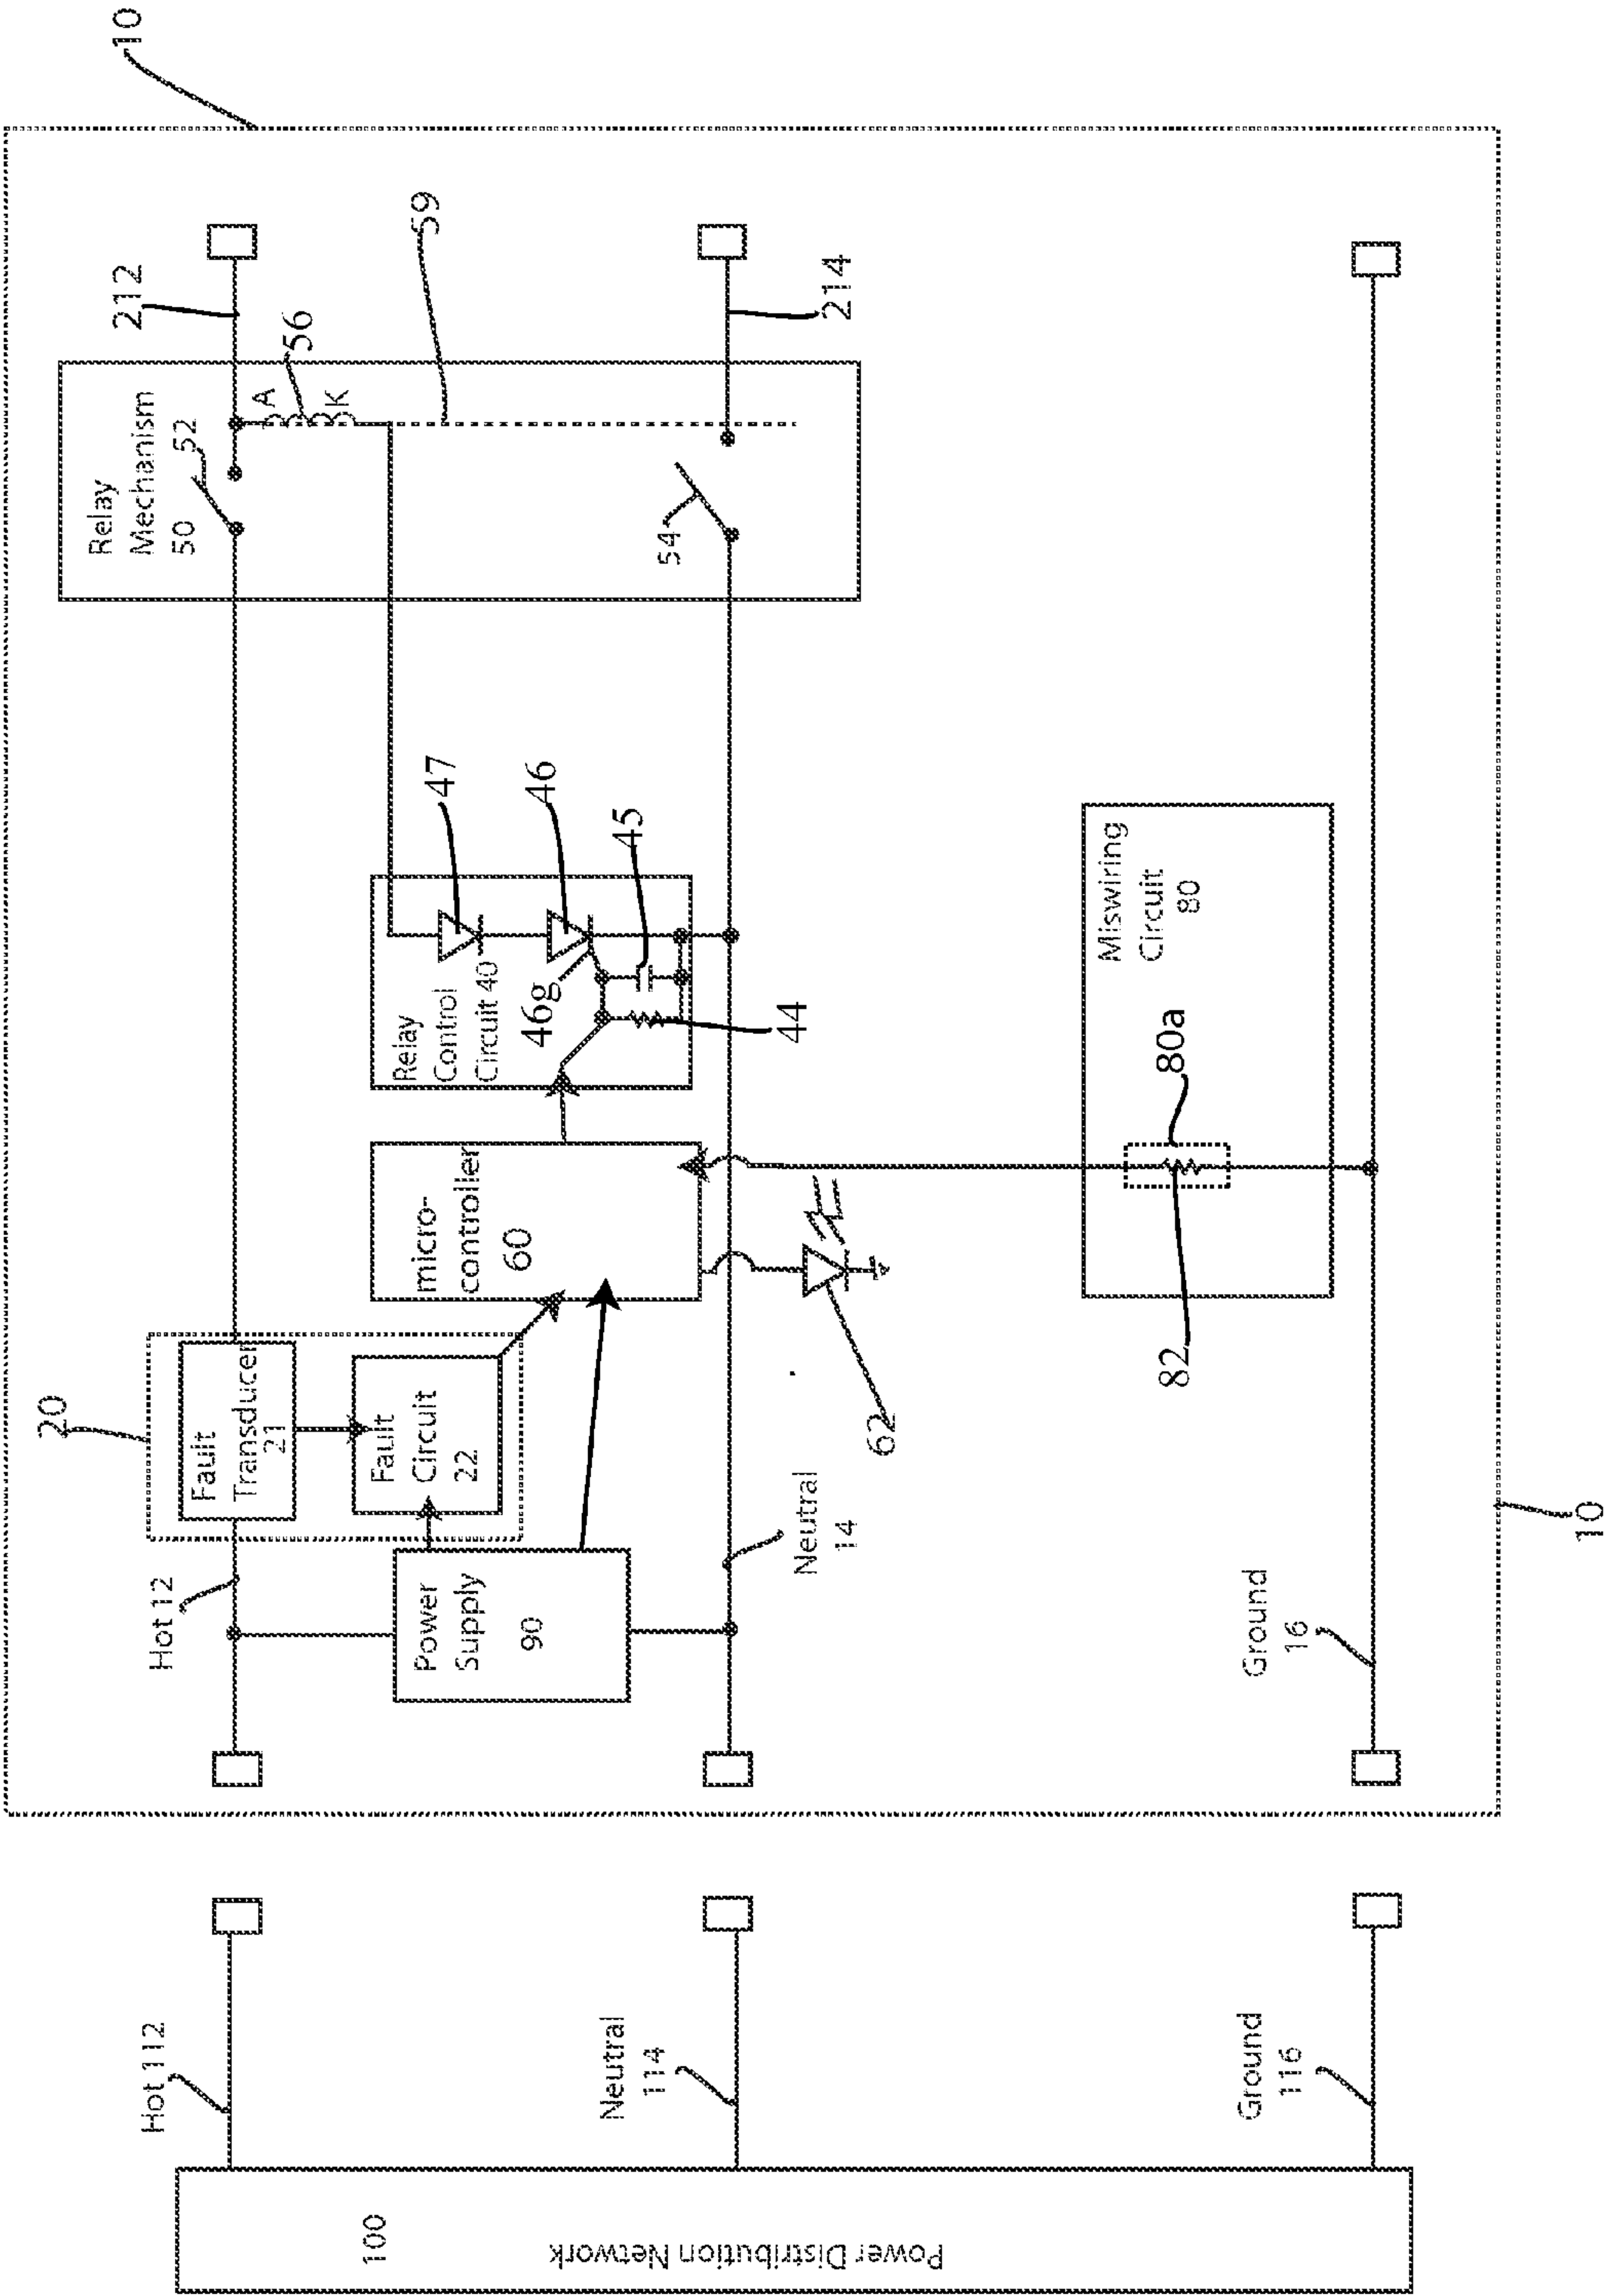 10
20
Hot 12
Fault
Transducer
21
Fault
Circuit
22
Power
Supply
90
micro-
controller
60
Relay
Control
Circuit 40
46g
47
46
45
44
Relay
Mechanism
50
52
54
A
K
56
59
212
214
62
Neutral
14
Miswiring
Circuit
80
80a
82
Ground
16
10
Hot 112
Neutral
114
Ground
116
100
Power Distribution Network